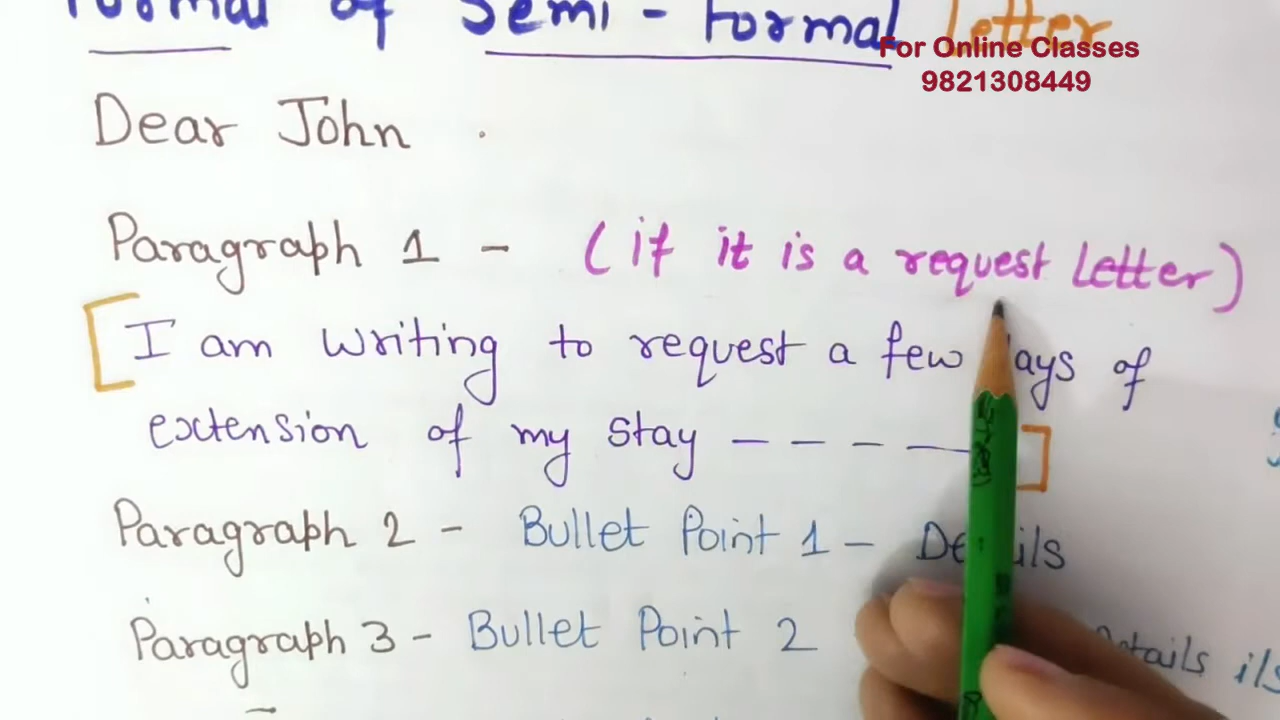 Format of Semi - formal letter
For Online Classes
9821308449
Dear John
Paragraph 1 - (if it is a request letter)
[I am writing to request a few days of
extension of my stay - - - - ]
Paragraph 2 - Bullet Point 1 - Details
Paragraph 3 - Bullet Point 2